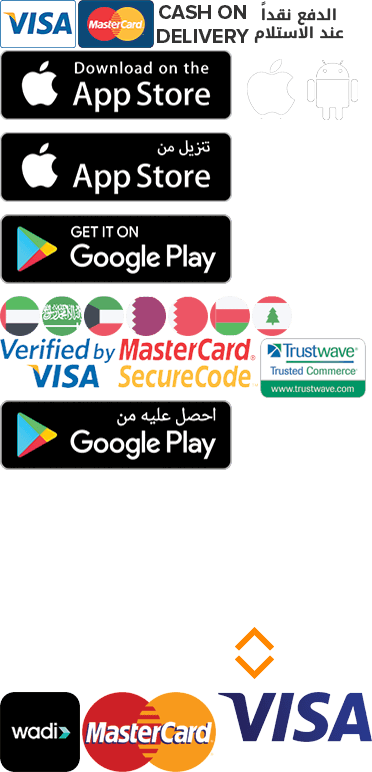 VISA MasterCard CASH ON DELIVERY الدفع نقداً عند الاستلام
Download on the
App Store
تنزيل من
App Store
GET IT ON
Google Play
Verified by VISA
MasterCard® SecureCode™
Trustwave®
Trusted Commerce™
www.trustwave.com
احصل عليه من
Google Play
wadi
MasterCard
VISA